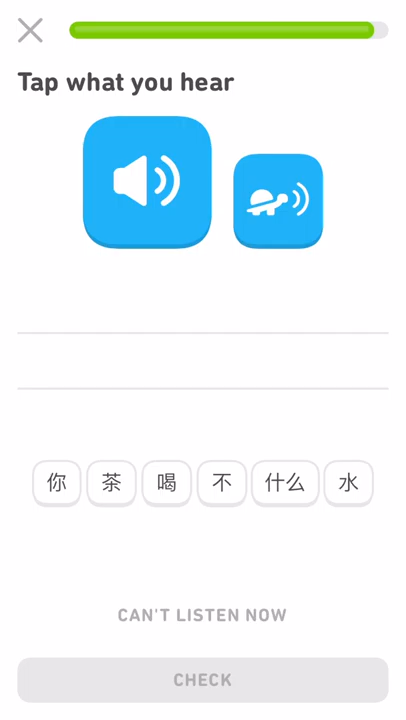 Tap what you hear
你 茶 喝 不 什么 水
CAN'T LISTEN NOW
CHECK